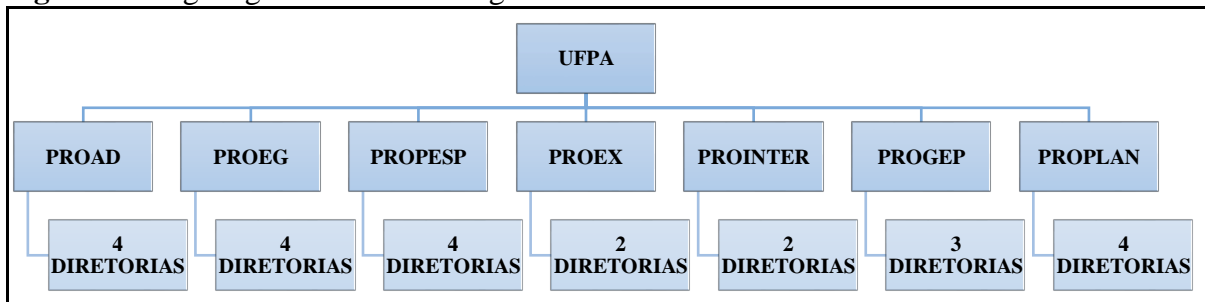 UFPA
PROAD
PROEG
PROPESP
PROEX
PROINTER
PROGEP
PROPLAN
4
DIRETORIAS
4
DIRETORIAS
4
DIRETORIAS
2
DIRETORIAS
2
DIRETORIAS
3
DIRETORIAS
4
DIRETORIAS